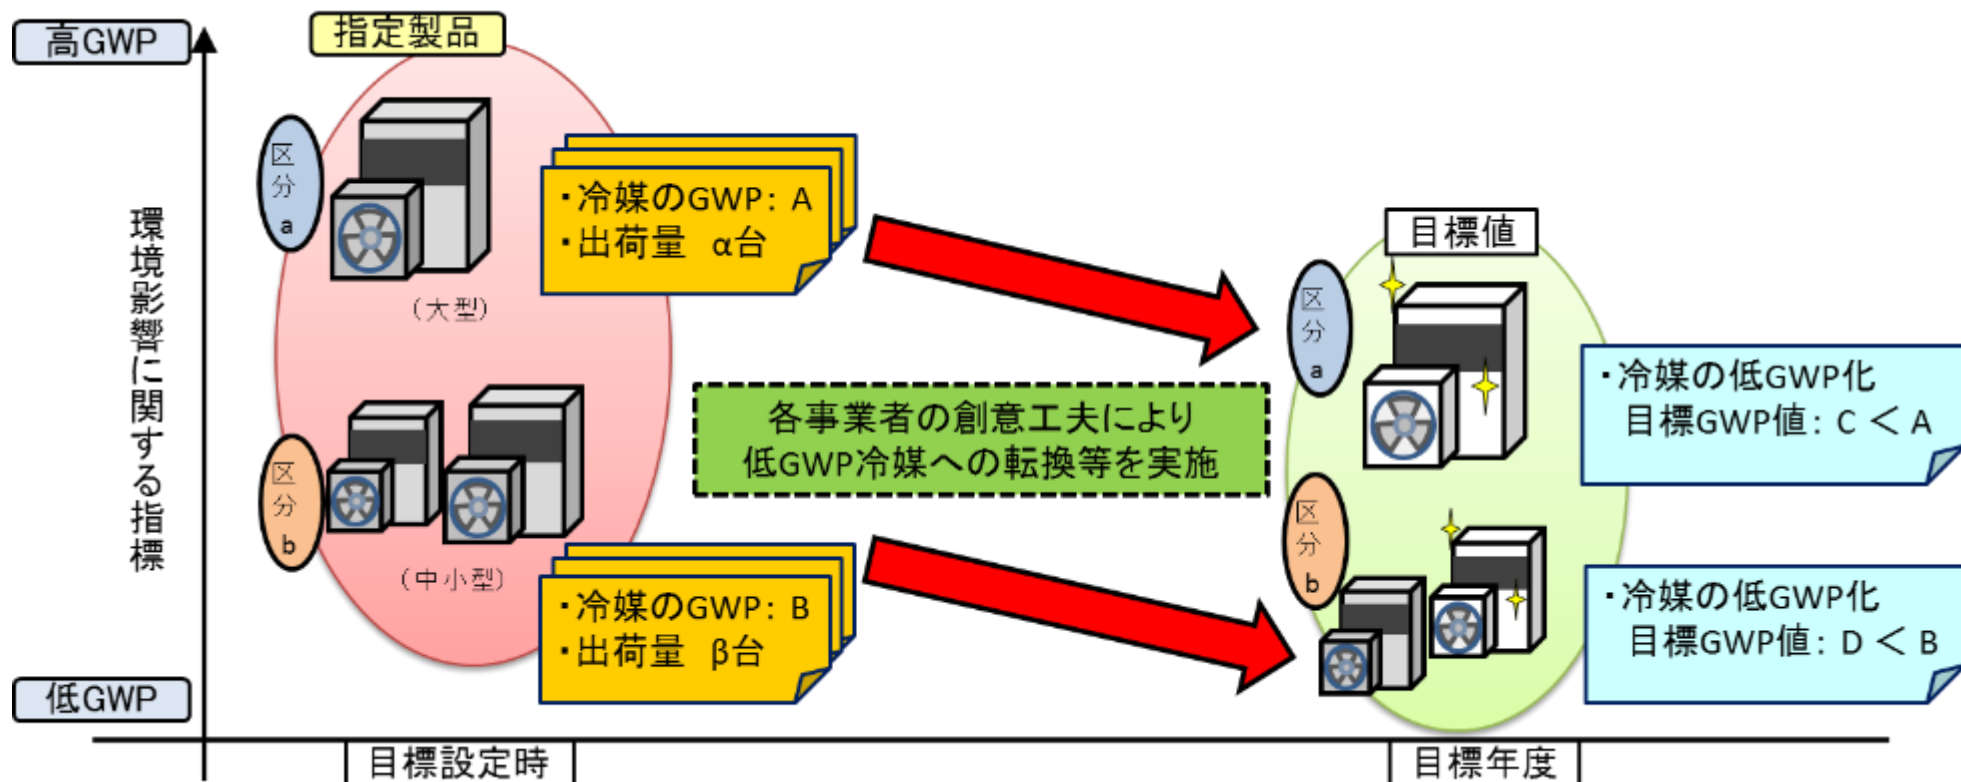 高GWP
指定製品
区分a
・冷媒のGWP: A
・出荷量 α台
(大型)
環境影響に関する指標
区分b
(中小型)
・冷媒のGWP: B
・出荷量 β台
各事業者の創意工夫により
低GWP冷媒への転換等を実施
目標値
区分a
・冷媒の低GWP化
目標GWP値: C < A
区分b
・冷媒の低GWP化
目標GWP値: D < B
低GWP
目標設定時
目標年度